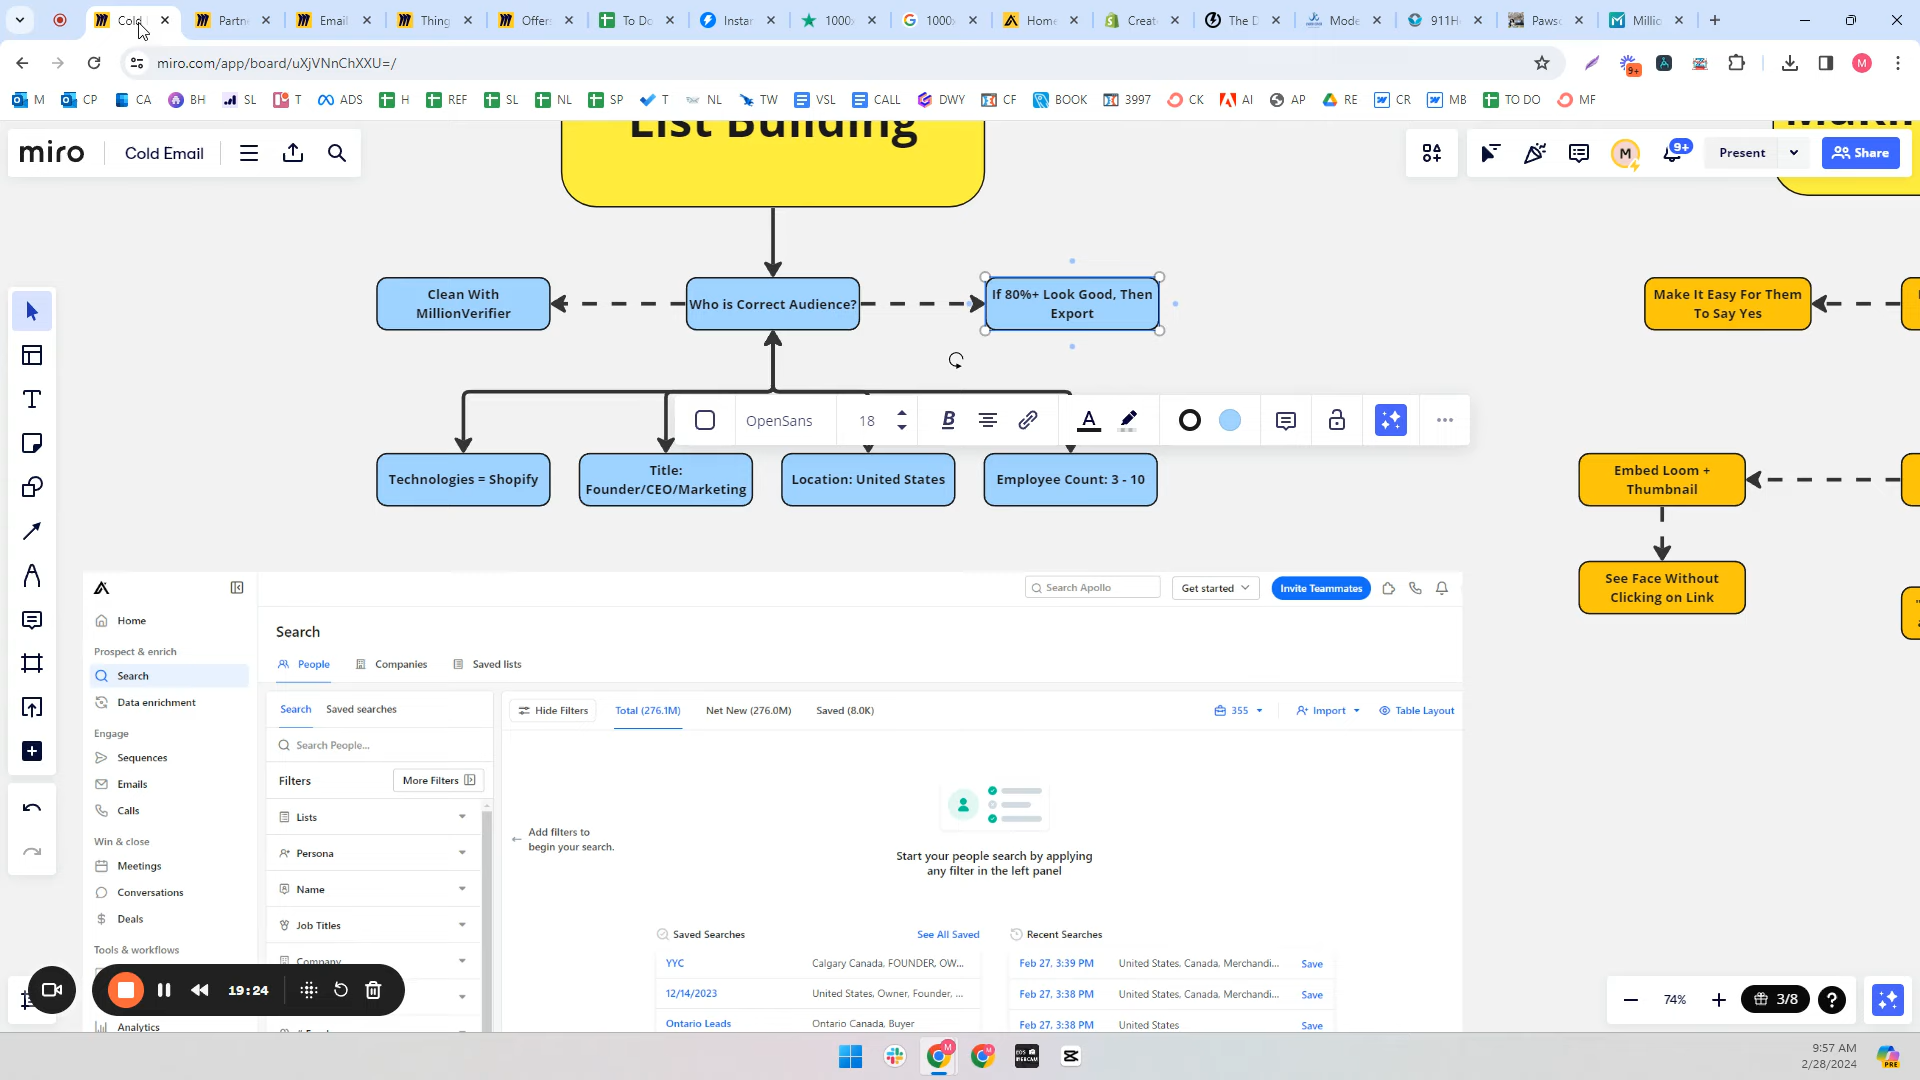 Cold
Partn
Email
Thing
Offer
To Do
Instar
1000
1000
Home
Creat
The D
Mode
911H
Paws
Millio
miro.com/app/board/uXjVNnChXXU=/
9+
M
M
CP
CA
BH
SL
T
ADS
H
REF
SL
NL
SP
T
NL
TW
VSL
CALL
DWY
CF
BOOK
3997
CK
AI
AP
RE
CR
MB
TO DO
MF
miro
Cold Email
List Building
M
9+
Present
Share
Clean With
MillionVerifier
Who is Correct Audience?
If 80%+ Look Good, Then
Export
Make It Easy For Them
To Say Yes
OpenSans
18
B
A
Technologies = Shopify
Title:
Founder/CEO/Marketing
Location: United States
Employee Count: 3 - 10
Embed Loom +
Thumbnail
See Face Without
Clicking on Link
Search Apollo
Get started
Invite Teammates
Home
Prospect & enrich
Search
Data enrichment
Engage
Sequences
Emails
Calls
Win & close
Meetings
Conversations
Deals
Tools & workflows
Analytics
Search
People
Companies
Saved lists
Search
Saved searches
Search People...
Filters
More Filters
Lists
Persona
Name
Job Titles
Company
Hide Filters
Total (276.1M)
Net New (276.0M)
Saved (8.0K)
355
Import
Table Layout
Add filters to
begin your search.
Start your people search by applying
any filter in the left panel
Saved Searches
See All Saved
YYC
Calgary Canada, FOUNDER, OW...
12/14/2023
United States, Owner, Founder, ...
Ontario Leads
Ontario Canada, Buyer
Recent Searches
Feb 27, 3:39 PM
United States, Canada, Merchandi...
Save
Feb 27, 3:38 PM
United States, Canada, Merchandi...
Save
Feb 27, 3:38 PM
United States
Save
19:24
74%
3/8
?
9:57 AM
2/28/2024